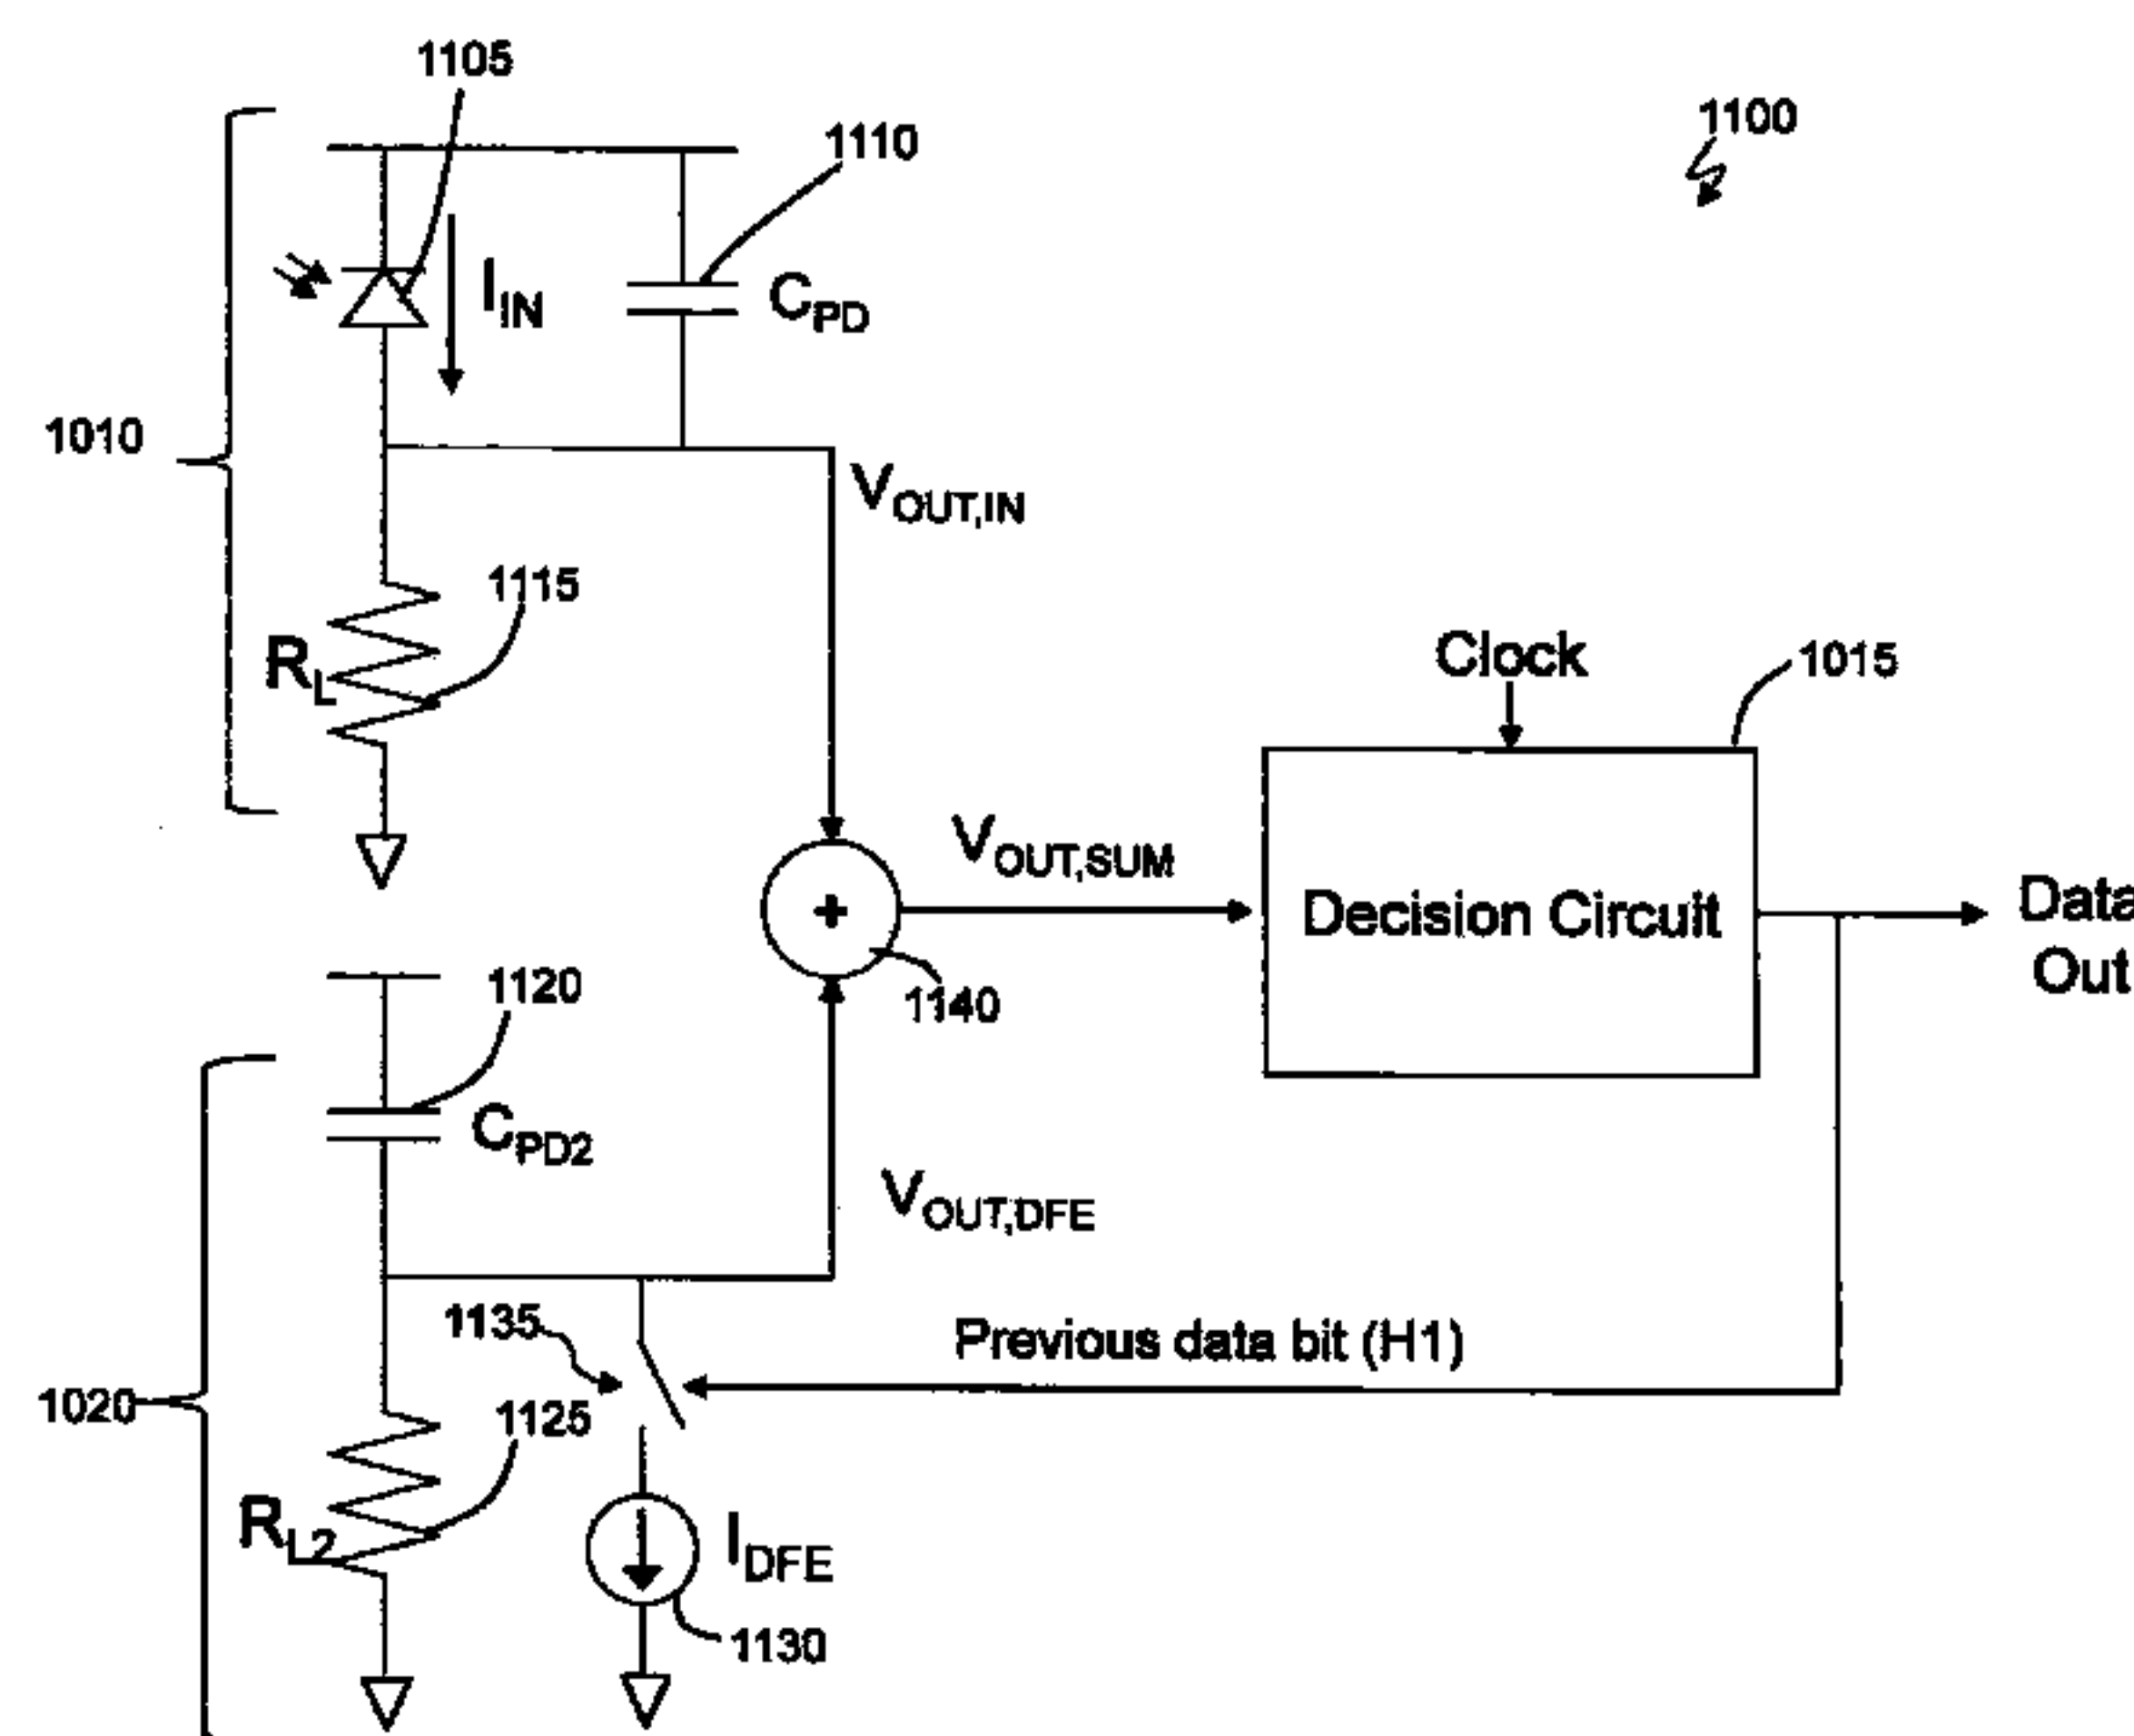 1105
1100
1110
I_IN
C_PD
1010
V_OUT,IN
1115
R_L
Clock
1015
V_OUT,SUM
Decision Circuit
Data
Out
1120
1140
C_PD2
V_OUT,DFE
1135
Previous data bit (H1)
1020
1125
R_L2
I_DFE
1130